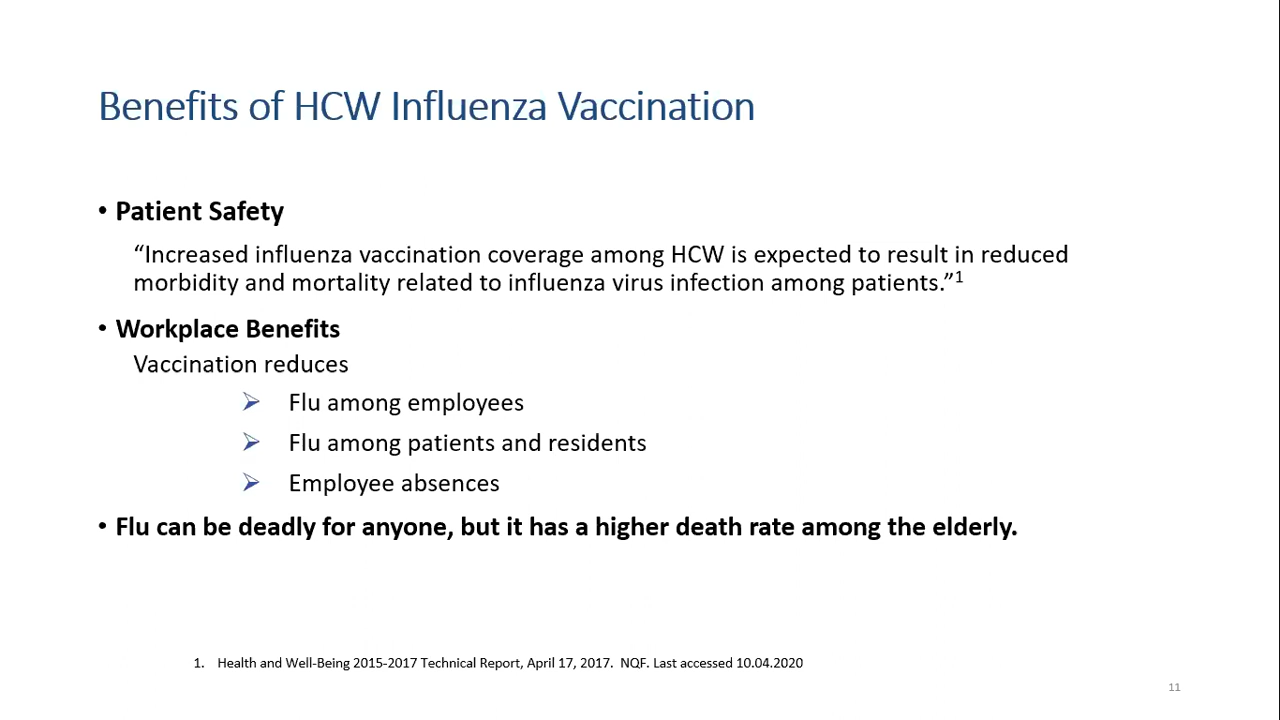 Benefits of HCW Influenza Vaccination
• Patient Safety
“Increased influenza vaccination coverage among HCW is expected to result in reduced
morbidity and mortality related to influenza virus infection among patients.”1
• Workplace Benefits
Vaccination reduces
➢ Flu among employees
➢ Flu among patients and residents
➢ Employee absences
• Flu can be deadly for anyone, but it has a higher death rate among the elderly.
1. Health and Well-Being 2015-2017 Technical Report, April 17, 2017. NQF. Last accessed 10.04.2020
11